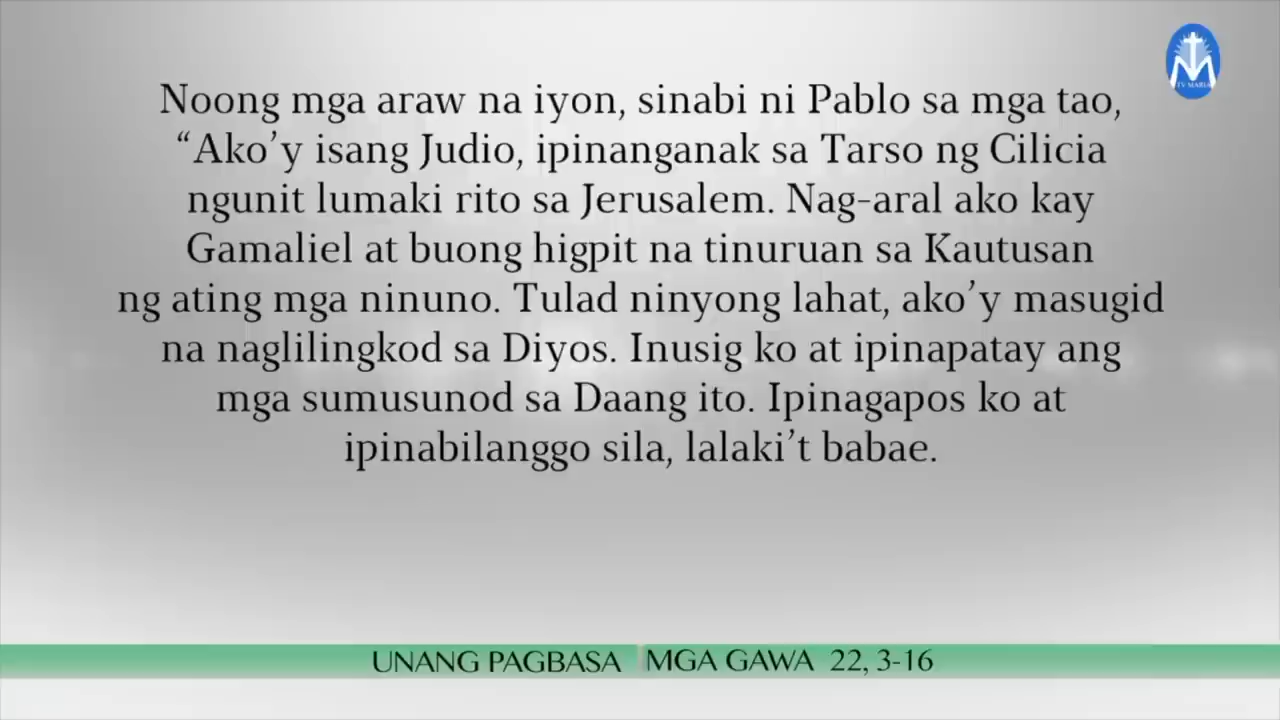 TV MARIA
Noong mga araw na iyon, sinabi ni Pablo sa mga tao,
“Ako’y isang Judio, ipinanganak sa Tarso ng Cilicia
ngunit lumaki rito sa Jerusalem. Nag-aral ako kay
Gamaliel at buong higpit na tinuruan sa Kautusan
ng ating mga ninuno. Tulad ninyong lahat, ako’y masugid
na naglilingkod sa Diyos. Inusig ko at ipinapatay ang
mga sumusunod sa Daang ito. Ipinagapos ko at
ipinabilanggo sila, lalaki’t babae.
UNANG PAGBASA MGA GAWA 22, 3-16